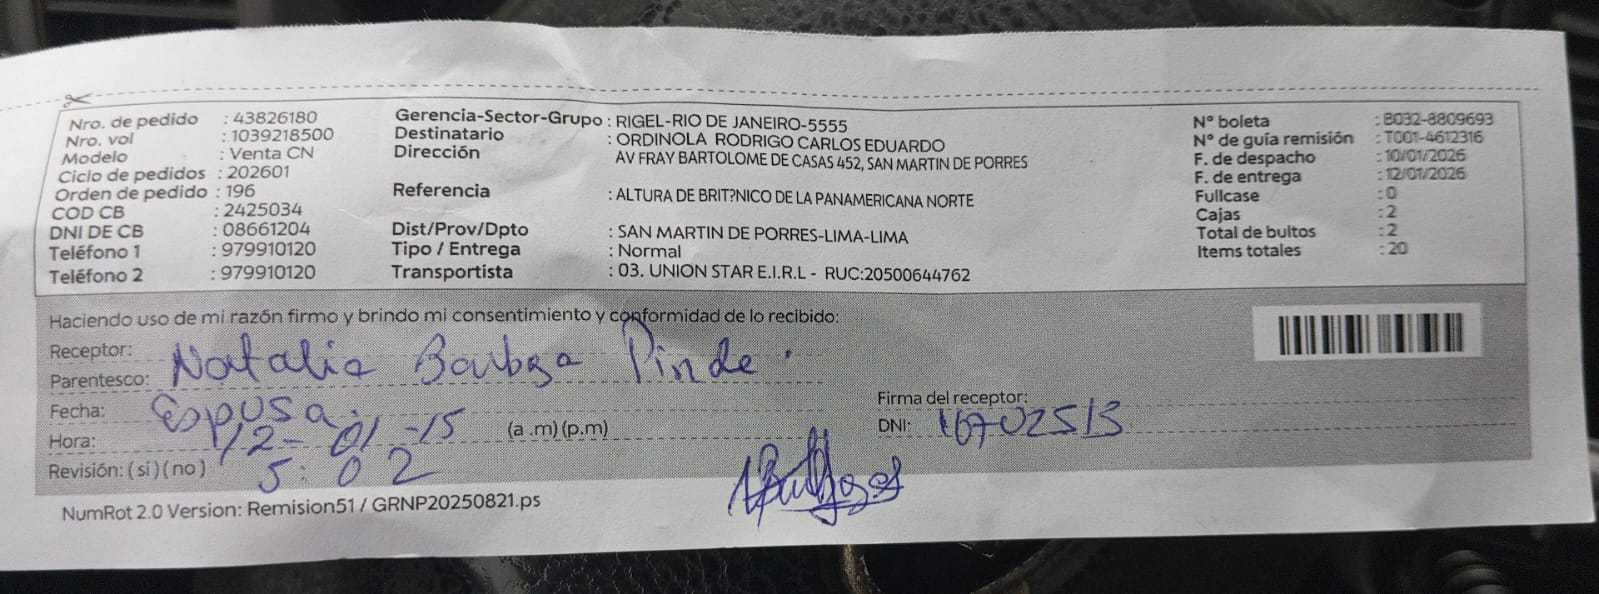 Nro. de pedido : 43826180
Nro. vol : 1039218500
Modelo : Venta CN
Ciclo de pedidos : 202601
Orden de pedido : 196
COD CB : 2425034
DNI DE CB : 08661204
Teléfono 1 : 979910120
Teléfono 2 : 979910120
Gerencia-Sector-Grupo : RIGEL-RIO DE JANEIRO-5555
Destinatario : ORDINOLA RODRIGO CARLOS EDUARDO
Dirección AV FRAY BARTOLOME DE CASAS 452, SAN MARTIN DE PORRES
Referencia : ALTURA DE BRIT?NICO DE LA PANAMERICANA NORTE
Dist/Prov/Dpto : SAN MARTIN DE PORRES-LIMA-LIMA
Tipo / Entrega : Normal
Transportista : 03. UNION STAR E.I.R.L - RUC:20500644762
N° boleta : B032-8809693
N° de guía remisión : T001-4612316
F. de despacho : 10/01/2026
F. de entrega : 12/01/2026
Fullcase : 0
Cajas : 2
Total de bultos : 2
Items totales : 20
Haciendo uso de mi razón firmo y brindo mi consentimiento y conformidad de lo recibido:
Receptor: Natalia Pinde
Parentesco: Esposa
Fecha: 12-01-15
Hora: 5:02 (a .m) (p.m)
Revisión: ( si ) ( no )
Firma del receptor:
DNI:
NumRot 2.0 Version: Remision51 / GRNP20250821.ps